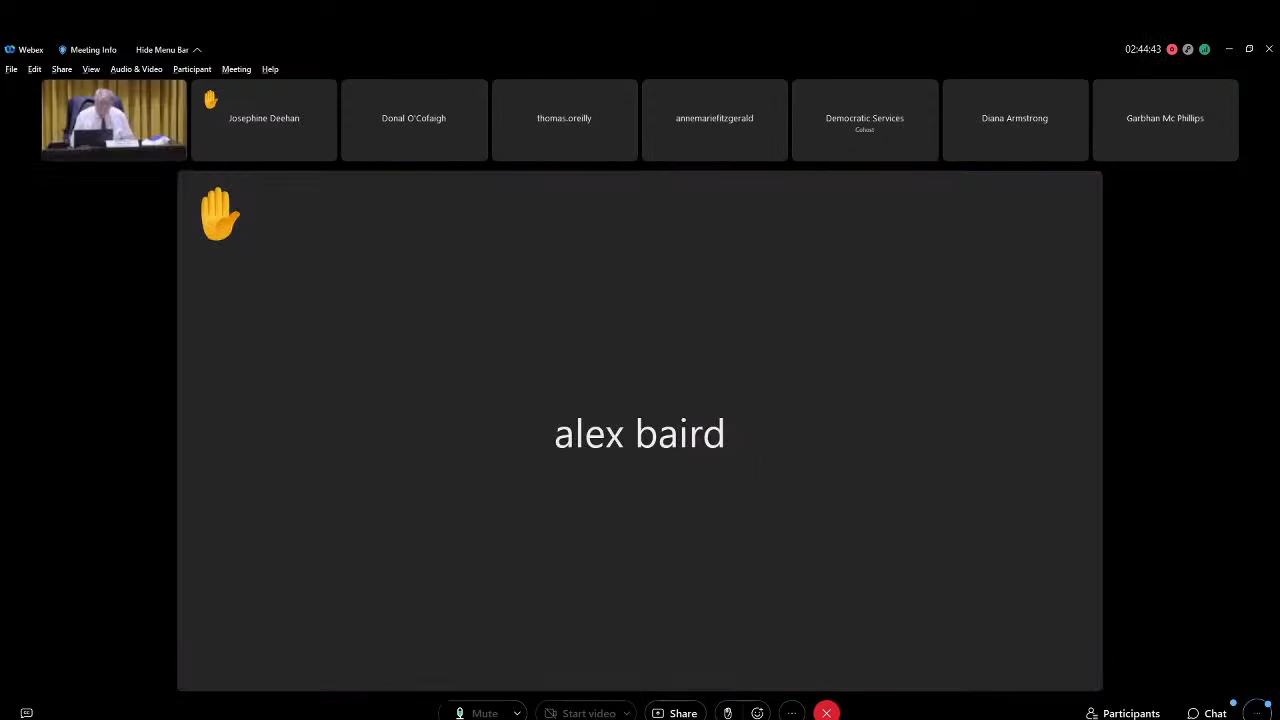 Webex Meeting Info Hide Menu Bar 02:44:43
File Edit Share View Audio & Video Participant Meeting Help
Josephine Deehan
Donal O'Cofaigh
thomas.oreilly
annemariefitzgerald
Democratic Services
Cohost
Diana Armstrong
Garbhan Mc Phillips
alex baird
Mute Start video Share Participants Chat